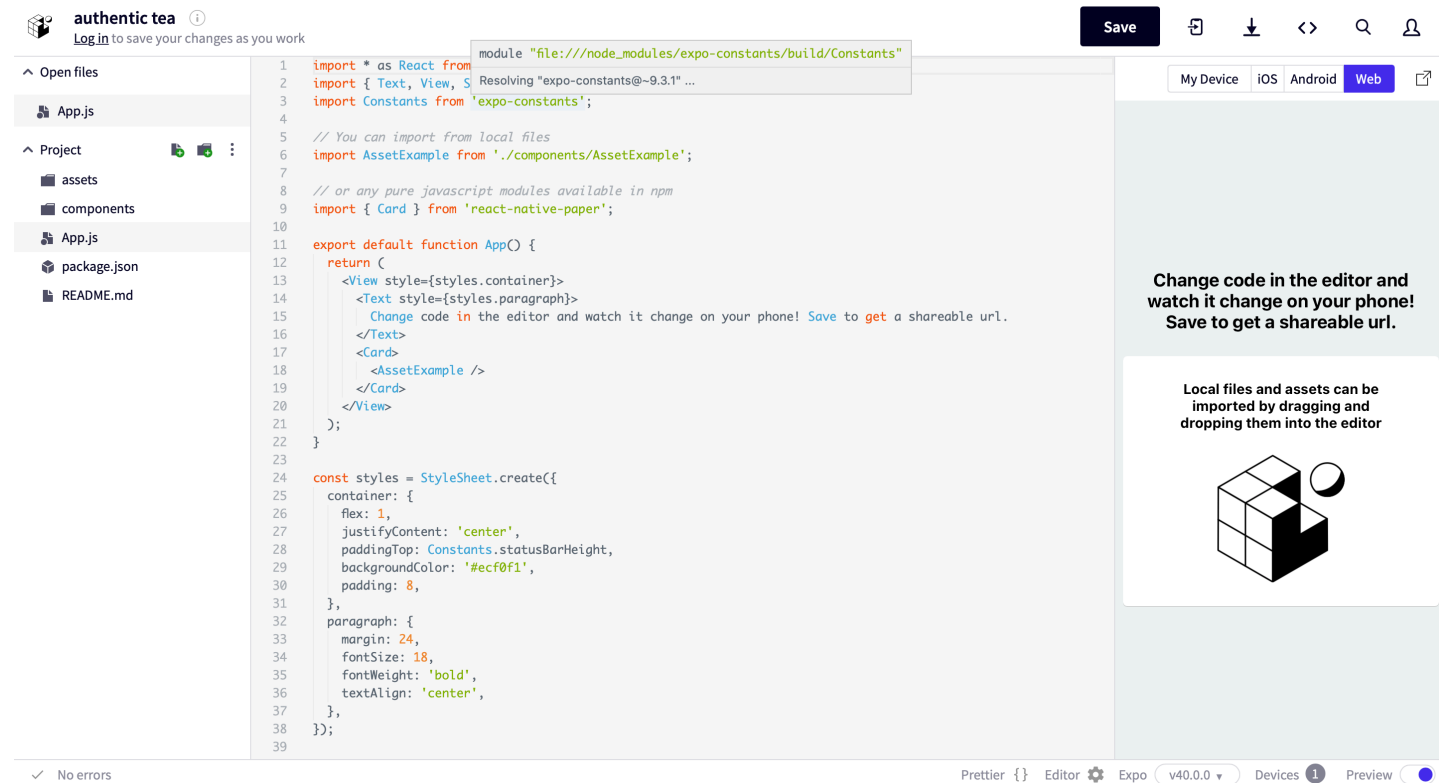 authentic tea
Log in to save your changes as you work
Save
Open files
App.js
Project
assets
components
App.js
package.json
README.md
module "file:///node_modules/expo-constants/build/Constants"
Resolving "expo-constants@~9.3.1" ...
1 import * as React from
2 import { Text, View, S
3 import Constants from 'expo-constants';
4
5 // You can import from local files
6 import AssetExample from './components/AssetExample';
7
8 // or any pure javascript modules available in npm
9 import { Card } from 'react-native-paper';
10
11 export default function App() {
12 return (
13 <View style={styles.container}>
14 <Text style={styles.paragraph}>
15 Change code in the editor and watch it change on your phone! Save to get a shareable url.
16 </Text>
17 <Card>
18 <AssetExample />
19 </Card>
20 </View>
21 );
22 }
23
24 const styles = StyleSheet.create({
25 container: {
26 flex: 1,
27 justifyContent: 'center',
28 paddingTop: Constants.statusBarHeight,
29 backgroundColor: '#ecf0f1',
30 padding: 8,
31 },
32 paragraph: {
33 margin: 24,
34 fontSize: 18,
35 fontWeight: 'bold',
36 textAlign: 'center',
37 },
38 });
39
My Device iOS Android Web
Change code in the editor and
watch it change on your phone!
Save to get a shareable url.
Local files and assets can be
imported by dragging and
dropping them into the editor
No errors
Prettier {} Editor Expo v40.0.0 Devices 1 Preview